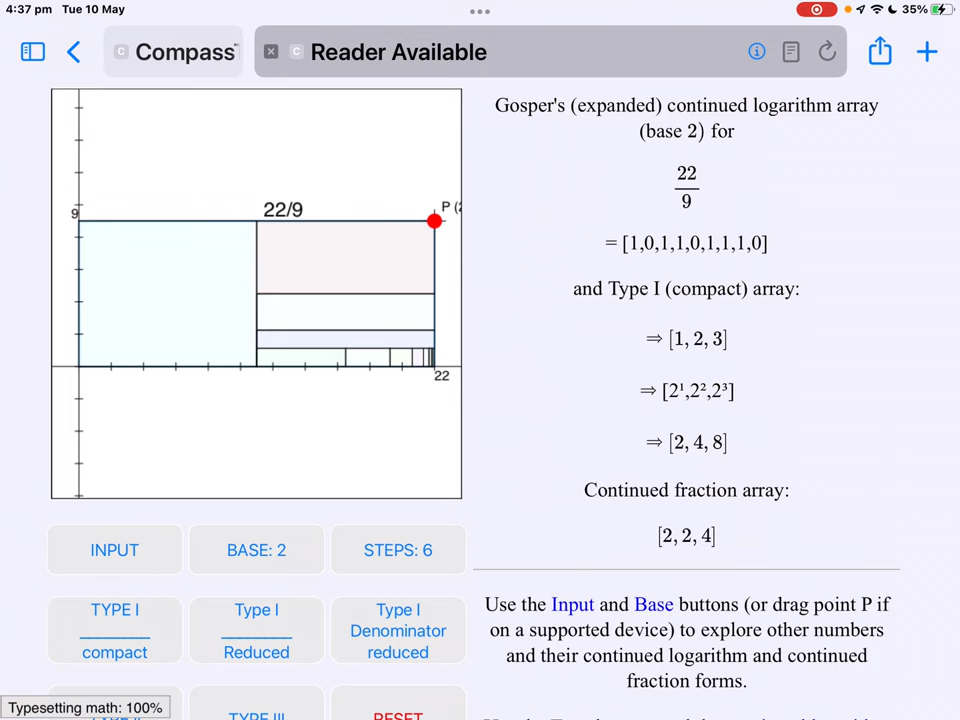 4:37 pm Tue 10 May
35%
Compass
Reader Available
9
22/9
P (2
22
INPUT
BASE: 2
STEPS: 6
TYPE I
compact
Type I
Reduced
Type I
Denominator
reduced
TYPE III
RESET
Typesetting math: 100%
Gosper's (expanded) continued logarithm array
(base 2) for
22
9
= [1,0,1,1,0,1,1,1,0]
and Type I (compact) array:
⇒ [1, 2, 3]
⇒ [2¹,2²,2³]
⇒ [2, 4, 8]
Continued fraction array:
[2, 2, 4]
Use the Input and Base buttons (or drag point P if
on a supported device) to explore other numbers
and their continued logarithm and continued
fraction forms.